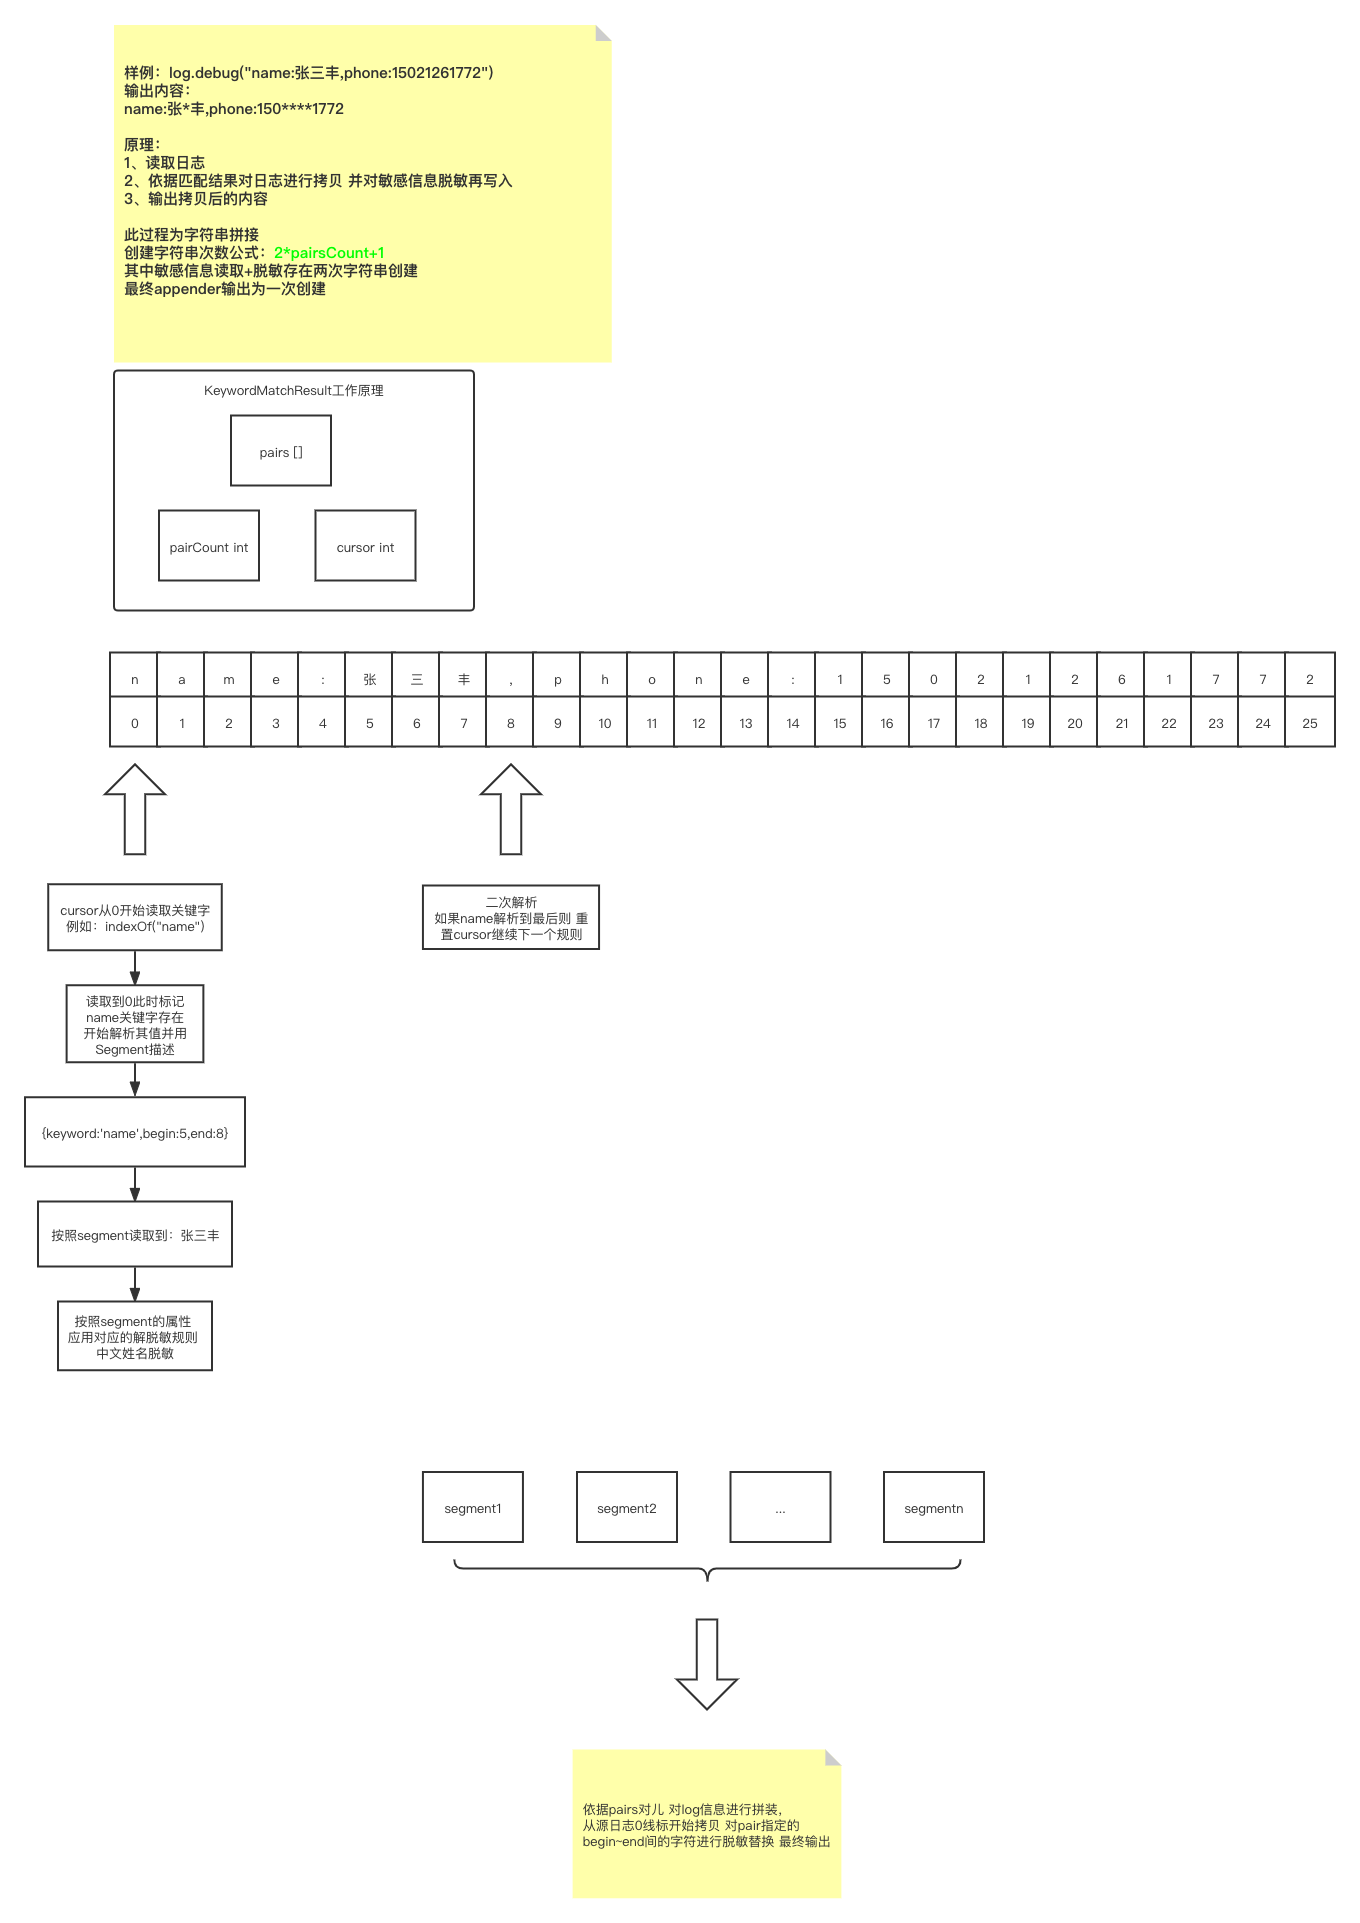 样例：log.debug("name:张三丰,phone:15021261772")
输出内容：
name:张*丰,phone:150****1772
原理：
1、读取日志
2、依据匹配结果对日志进行拷贝 并对敏感信息脱敏再写入
3、输出拷贝后的内容
此过程为字符串拼接
创建字符串次数公式：2*pairsCount+1
其中敏感信息读取+脱敏存在两次字符串创建
最终appender输出为一次创建
KeywordMatchResult工作原理
pairs []
pairCount int
cursor int
n a m e : 张 三 丰 , p h o n e : 1 5 0 2 1 2 6 1 7 7 2
0 1 2 3 4 5 6 7 8 9 10 11 12 13 14 15 16 17 18 19 20 21 22 23 24 25
cursor从0开始读取关键字
例如：indexOf("name")
读取到0此时标记
name关键字存在
开始解析其值并用
Segment描述
{keyword:'name',begin:5,end:8}
按照segment读取到：张三丰
按照segment的属性
应用对应的解脱敏规则
中文姓名脱敏
二次解析
如果name解析到最后则 重
置cursor继续下一个规则
segment1
segment2
...
segmentn
依据pairs对儿 对log信息进行拼装，
从源日志0线标开始拷贝 对pair指定的
begin~end间的字符进行脱敏替换 最终输出